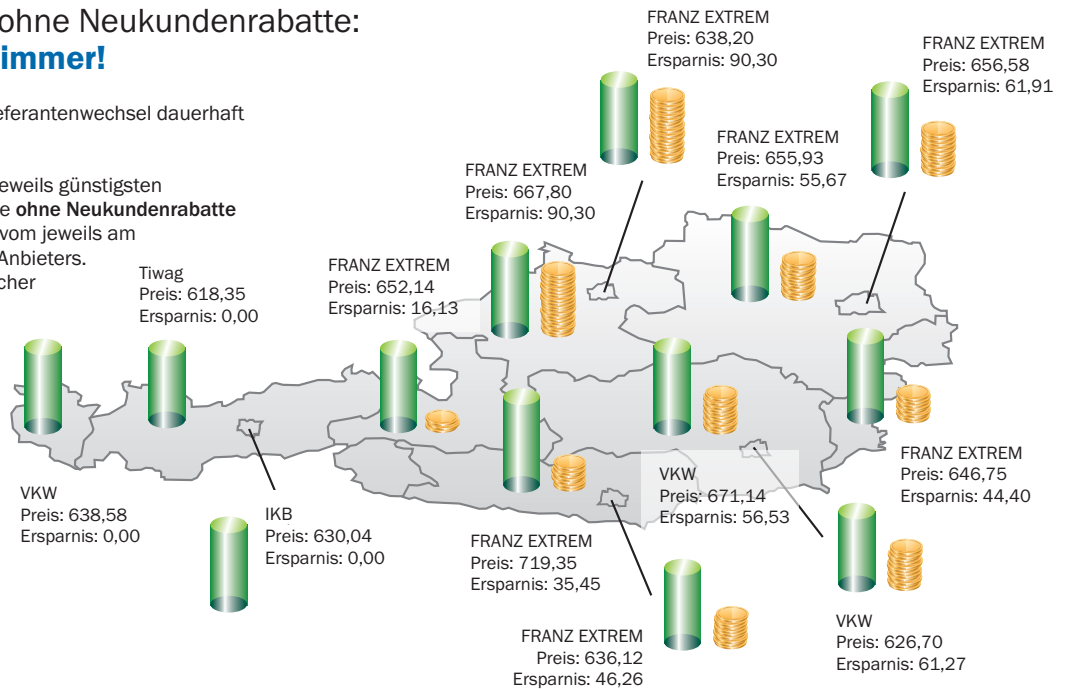 ohne Neukundenrabatte:
immer!
eferantenwechsel dauerhaft
eweils günstigsten
e ohne Neukundenrabatte
vom jeweils am
Anbieters.
cher
FRANZ EXTREM
Preis: 638,20
Ersparnis: 90,30
FRANZ EXTREM
Preis: 656,58
Ersparnis: 61,91
FRANZ EXTREM
Preis: 655,93
Ersparnis: 55,67
FRANZ EXTREM
Preis: 667,80
Ersparnis: 90,30
FRANZ EXTREM
Preis: 652,14
Ersparnis: 16,13
Tiwag
Preis: 618,35
Ersparnis: 0,00
VKW
Preis: 638,58
Ersparnis: 0,00
IKB
Preis: 630,04
Ersparnis: 0,00
FRANZ EXTREM
Preis: 719,35
Ersparnis: 35,45
VKW
Preis: 671,14
Ersparnis: 56,53
FRANZ EXTREM
Preis: 646,75
Ersparnis: 44,40
FRANZ EXTREM
Preis: 636,12
Ersparnis: 46,26
VKW
Preis: 626,70
Ersparnis: 61,27